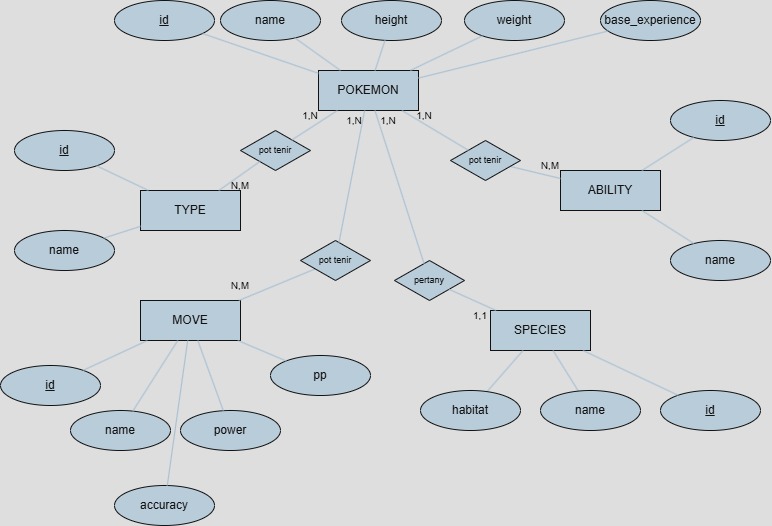 id
name
height
weight
base_experience
POKEMON
1,N
1,N
1,N
1,N
id
pot tenir
id
pot tenir
N,M
N,M
TYPE
ABILITY
name
pot tenir
name
pertany
N,M
1,1
MOVE
SPECIES
id
pp
name
power
habitat
name
id
accuracy